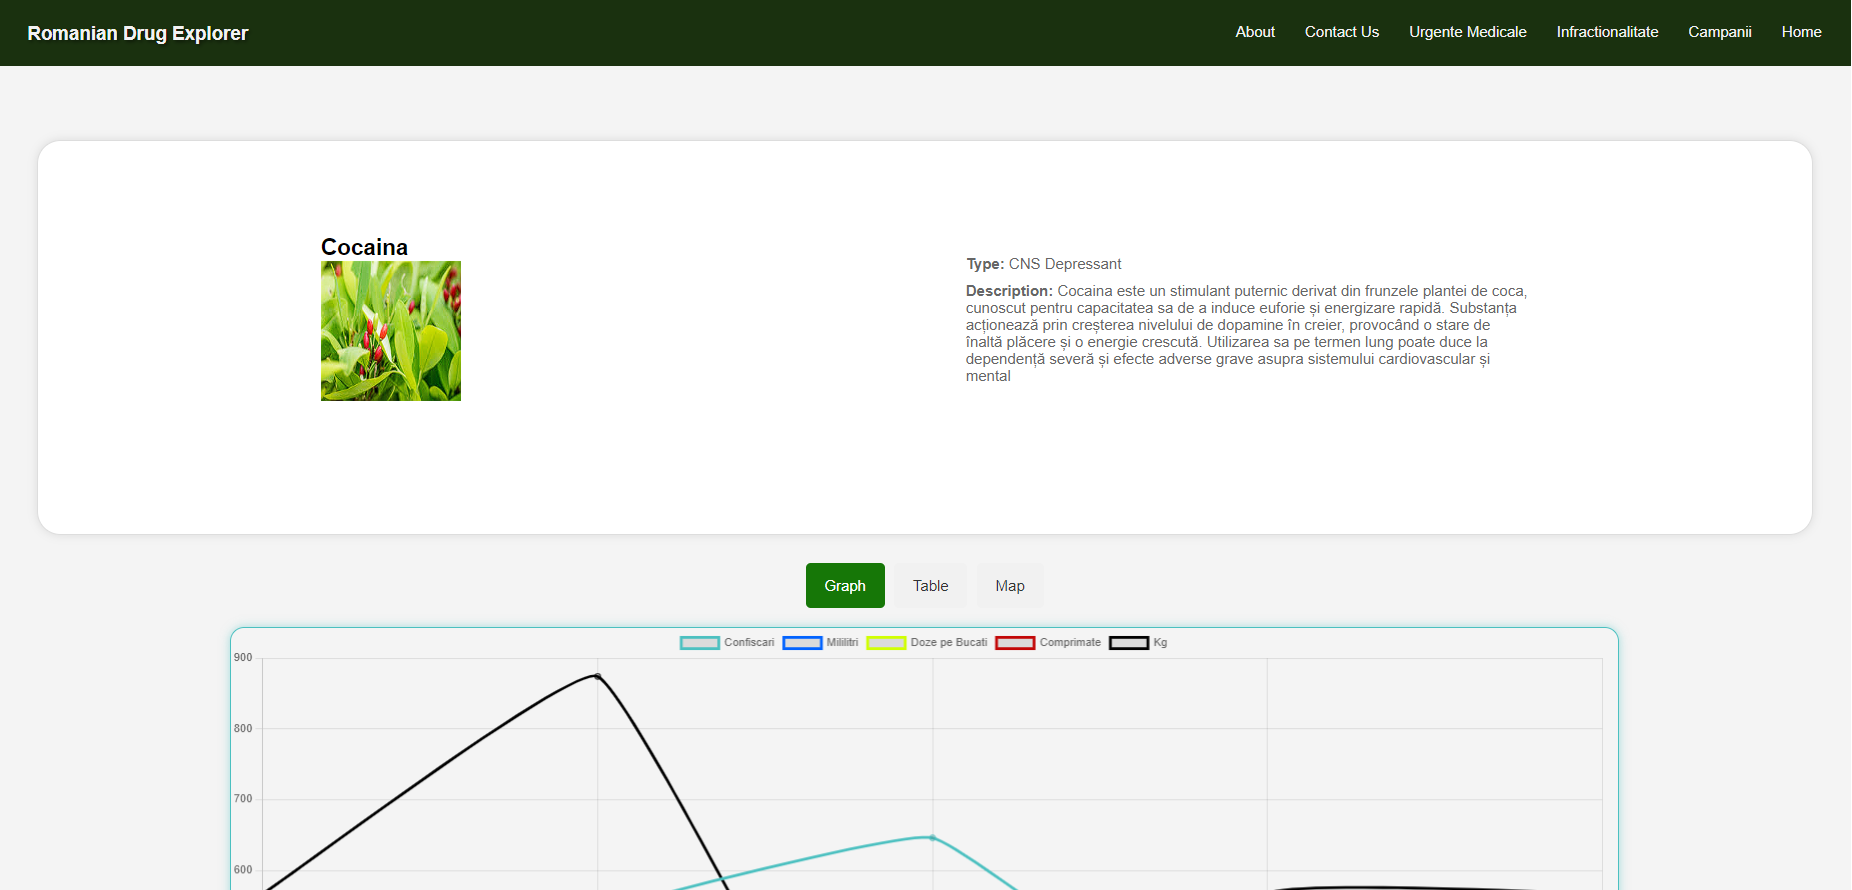 Romanian Drug Explorer
About Contact Us Urgente Medicale Infractionalitate Campanii Home
Cocaina
Type: CNS Depressant
Description: Cocaina este un stimulant puternic derivat din frunzele plantei de coca,
cunoscut pentru capacitatea sa de a induce euforie și energizare rapidă. Substanța
acționează prin creșterea nivelului de dopamine în creier, provocând o stare de
înaltă plăcere și o energie crescută. Utilizarea sa pe termen lung poate duce la
dependență severă și efecte adverse grave asupra sistemului cardiovascular și
mental
Graph Table Map
Confiscari Mililitri Doze pe Bucati Comprimate Kg
900
800
700
600